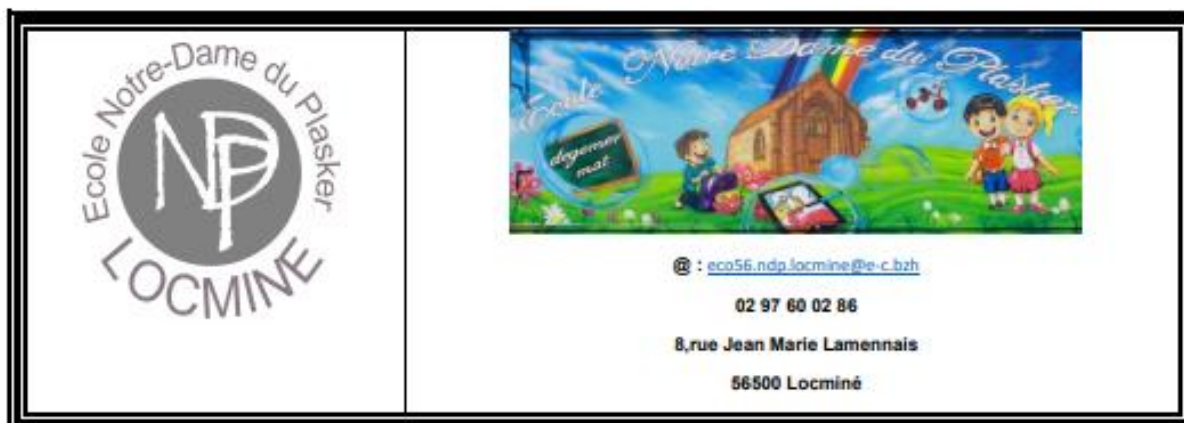 Ecole Notre-Dame du Plasker
NDP
LOCMINE
Ecole Notre Dame du Plasker
degemer
mat
@ : eco56.ndp.locmine@e-c.bzh
02 97 60 02 86
8,rue Jean Marie Lamennais
56500 Locminé